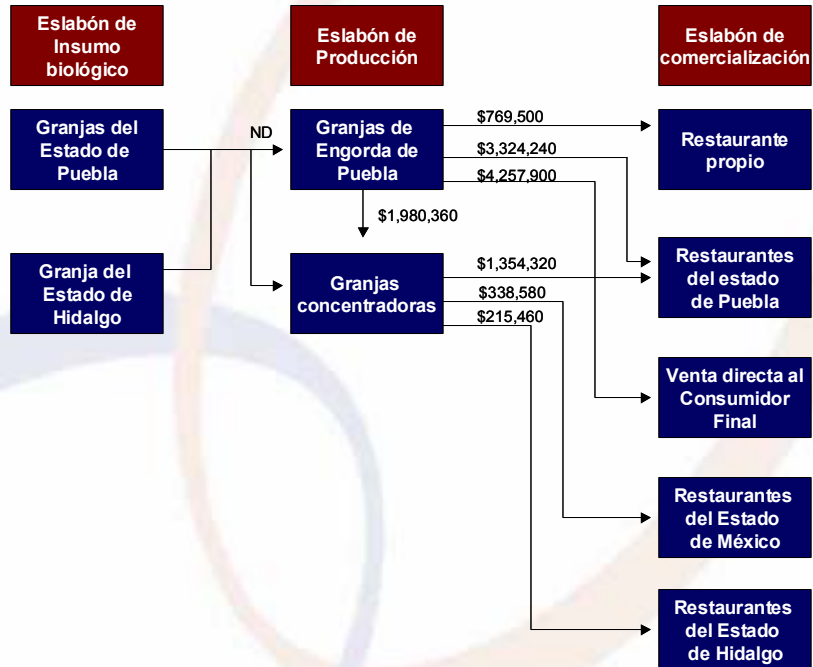 Eslabón de
Insumo
biológico
Eslabón de
Producción
Eslabón de
comercialización
Granjas del
Estado de
Puebla
ND
Granjas de
Engorda de
Puebla
$769,500
$3,324,240
$4,257,900
Restaurante
propio
$1,980,360
Granja del
Estado de
Hidalgo
Granjas
concentradoras
$1,354,320
$338,580
$215,460
Restaurantes
del estado
de Puebla
Venta directa al
Consumidor
Final
Restaurantes
del Estado
de México
Restaurantes
del Estado
de Hidalgo